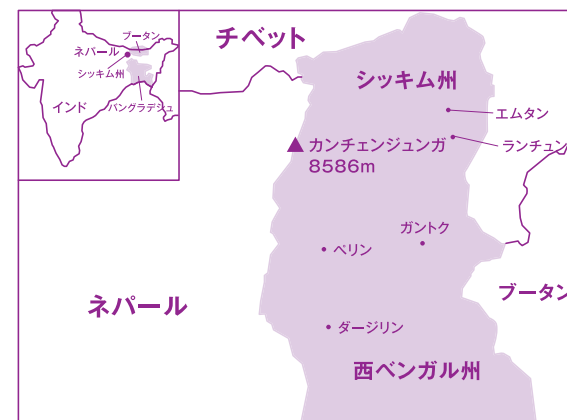 ブータン
ネパール
シッキム州
インド
バングラデシュ
チベット
シッキム州
エムタン
ランチュン
カンチェンジュンガ
8586m
ガントク
ペリン
ネパール
ブータン
ダージリン
西ベンガル州